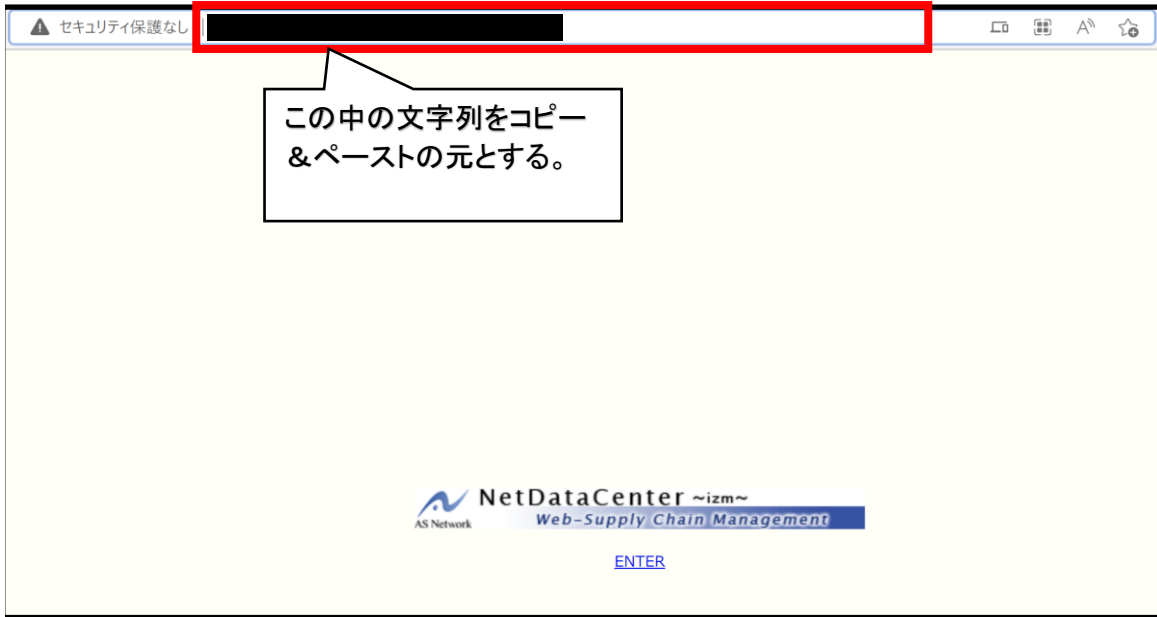 セキュリティ保護なし
この中の文字列をコピー
&ペーストの元とする。
NetDataCenter ~izm~
AS Network
Web-Supply Chain Management
ENTER